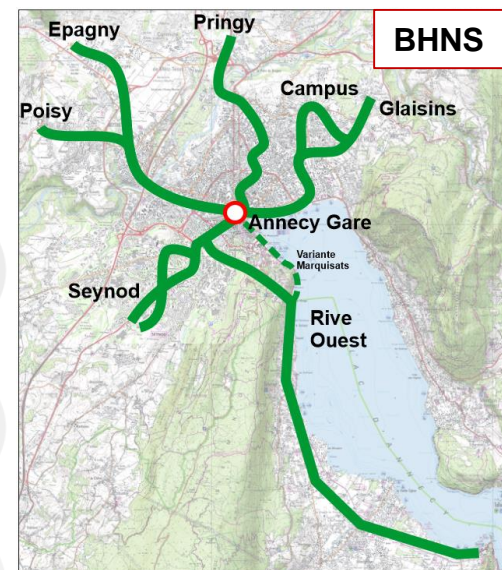 BHNS
Pringy
Epagny
Campus
Glaisins
Poisy
Annecy Gare
Variante
Marquisats
Seynod
Rive
Ouest